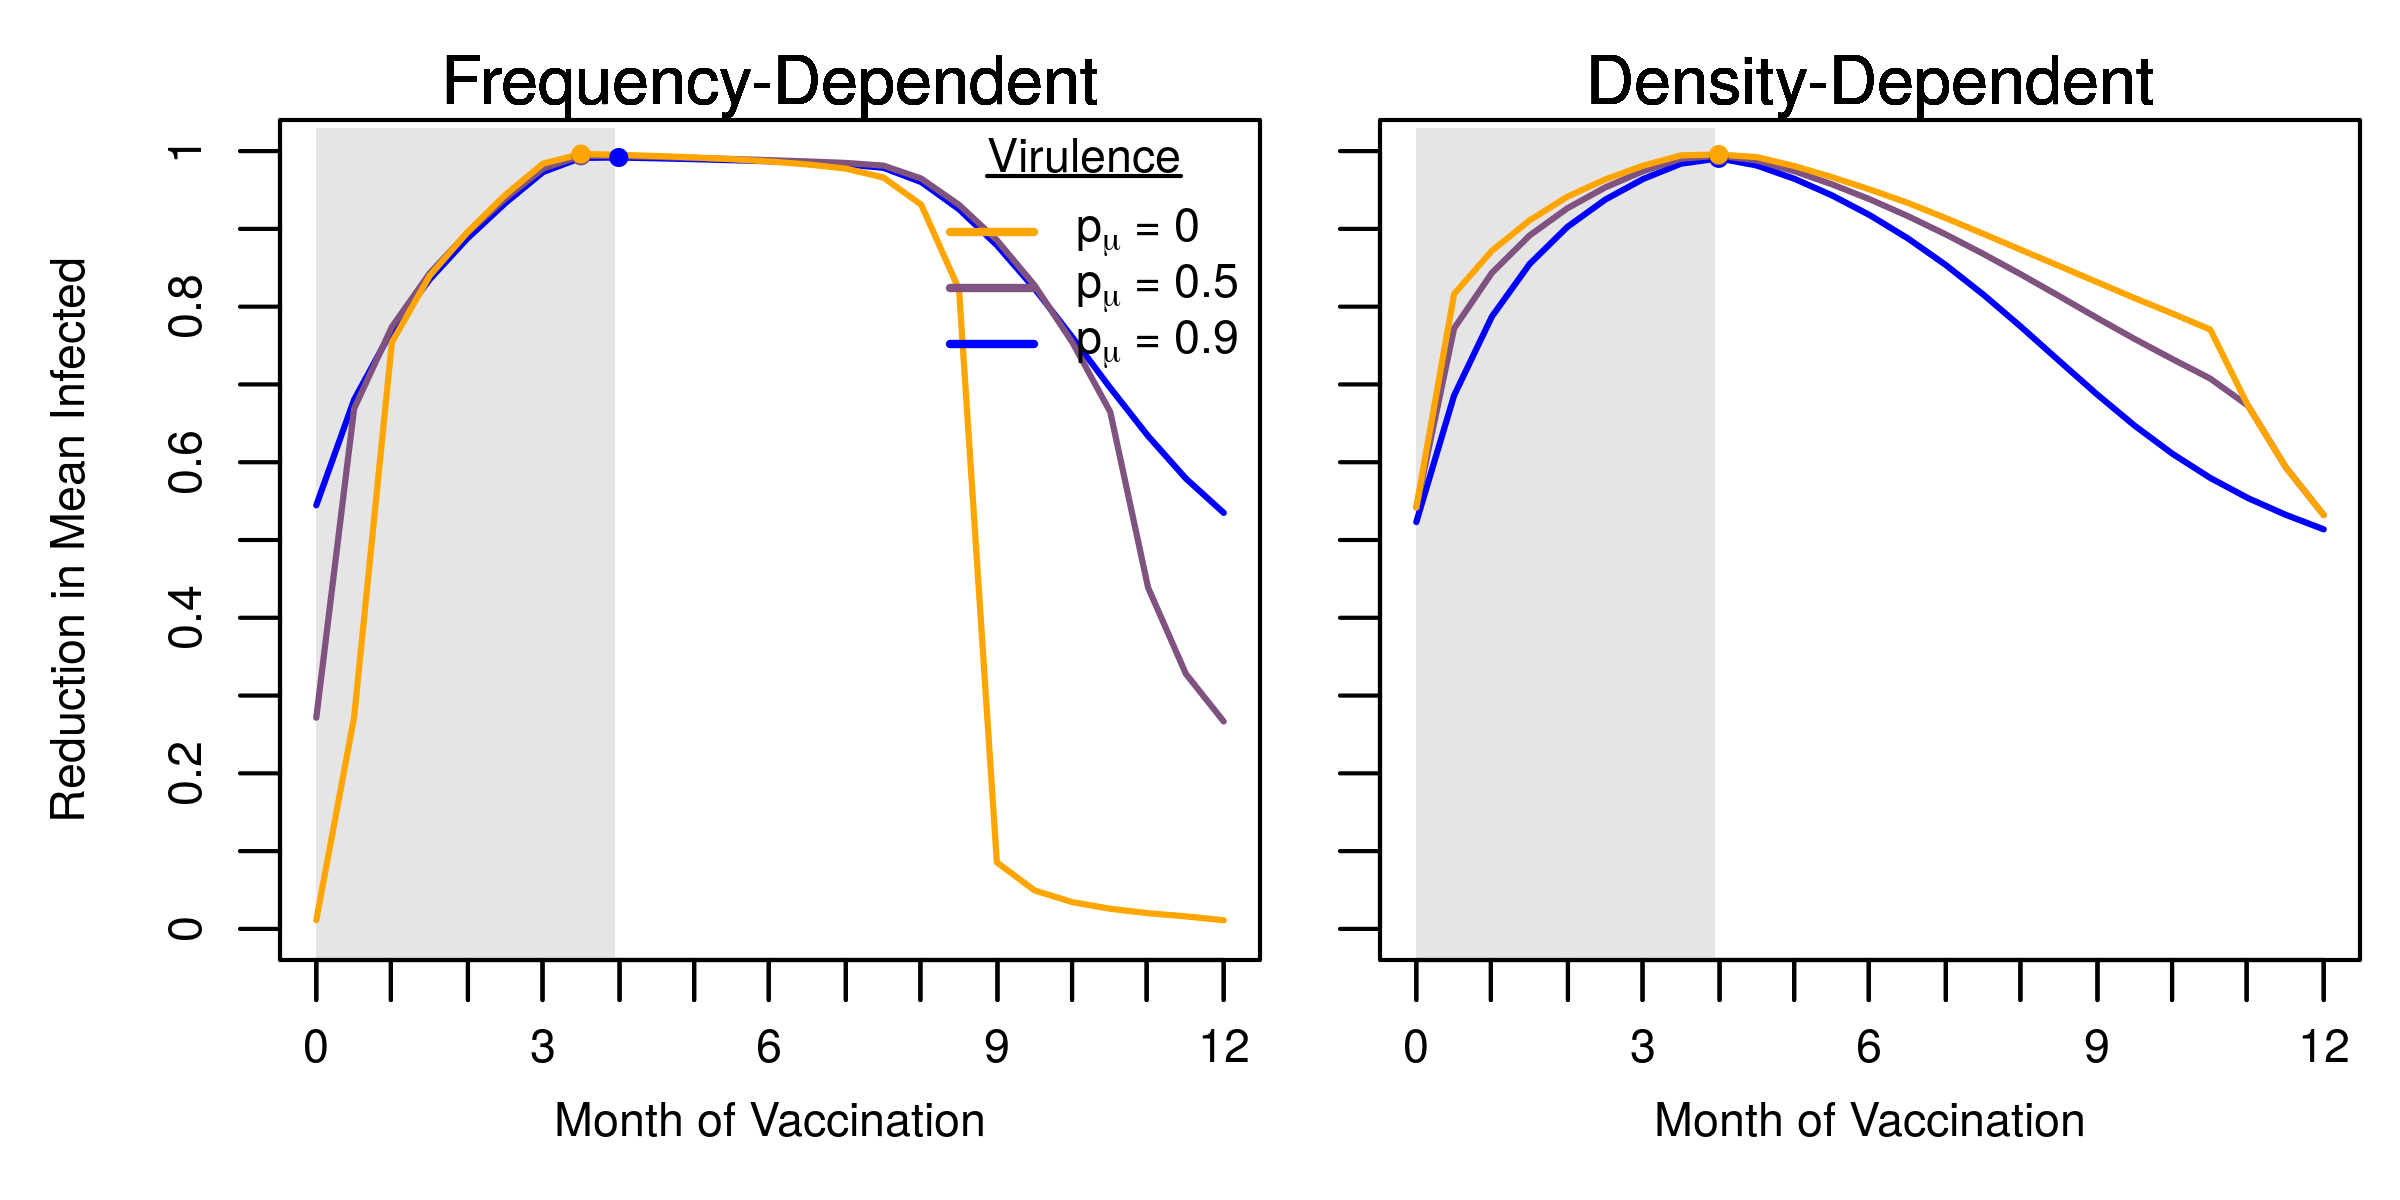 Frequency-Dependent
Density-Dependent
Reduction in Mean Infected
1
0.8
0.6
0.4
0.2
0
Virulence
pμ = 0
pμ = 0.5
pμ = 0.9
0 3 6 9 12
0 3 6 9 12
Month of Vaccination
Month of Vaccination